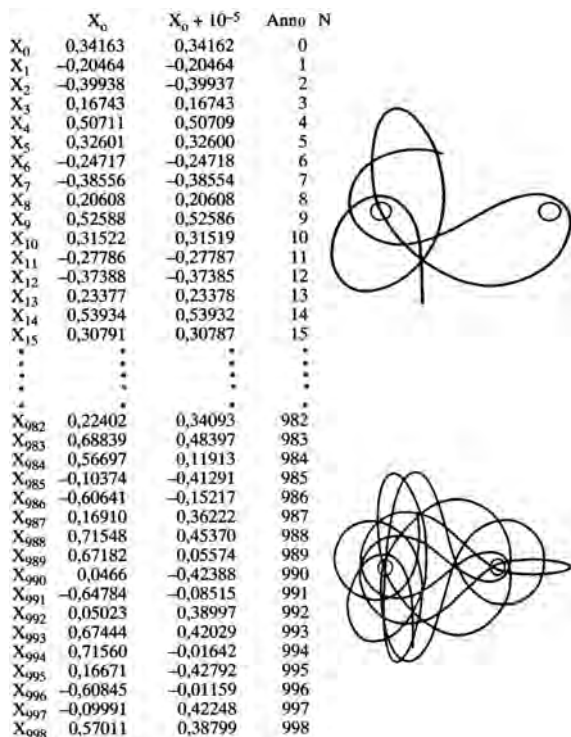 Xo Xo + 10–5 Anno N
X0 0,34163 0,34162 0
X1 –0,20464 –0,20464 1
X2 –0,39938 –0,39937 2
X3 0,16743 0,16743 3
X4 0,50711 0,50709 4
X5 0,32601 0,32600 5
X6 –0,24717 –0,24718 6
X7 –0,38556 –0,38554 7
X8 0,20608 0,20608 8
X9 0,52588 0,52586 9
X10 0,31522 0,31519 10
X11 –0,27786 –0,27787 11
X12 –0,37388 –0,37385 12
X13 0,23377 0,23378 13
X14 0,53934 0,53932 14
X15 0,30791 0,30787 15
X982 0,22402 0,34093 982
X983 0,68839 0,48397 983
X984 0,56697 0,11913 984
X985 –0,10374 –0,41291 985
X986 –0,60641 –0,15217 986
X987 0,16910 0,36222 987
X988 0,71548 0,45370 988
X989 0,67182 0,05574 989
X990 0,0466 –0,42388 990
X991 –0,64784 –0,08515 991
X992 0,05023 0,38997 992
X993 0,67444 0,42029 993
X994 0,71560 –0,01642 994
X995 0,16671 –0,42792 995
X996 –0,60845 –0,01159 996
X997 –0,09991 0,42248 997
X998 0,57011 0,38799 998